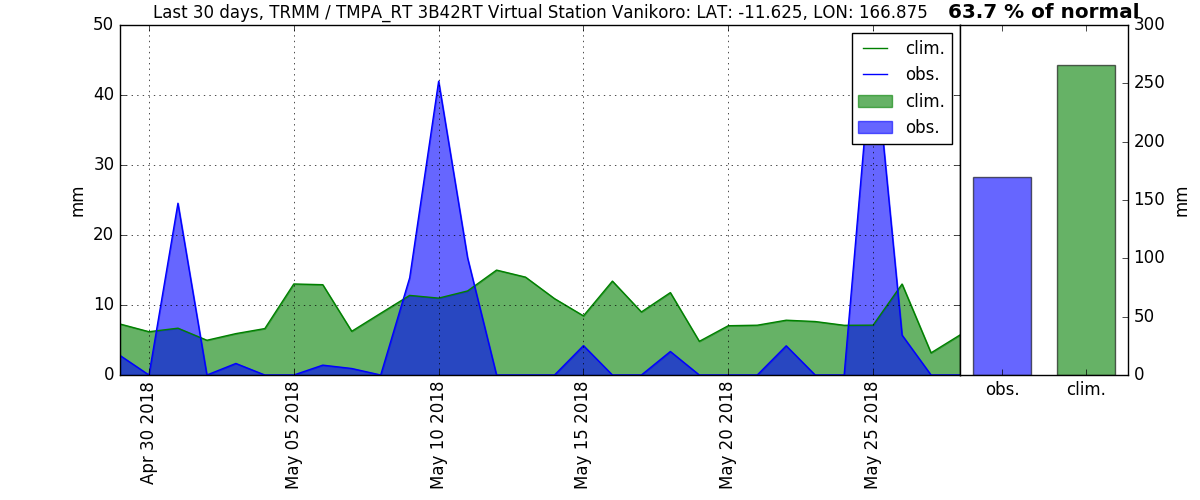 Last 30 days, TRMM / TMPA_RT 3B42RT Virtual Station Vanikoro: LAT: -11.625, LON: 166.875
63.7 % of normal
50
40
30
20
10
0
mm
clim.
obs.
clim.
obs.
Apr 30 2018
May 05 2018
May 10 2018
May 15 2018
May 20 2018
May 25 2018
300
250
200
150
100
50
0
mm
obs.
clim.